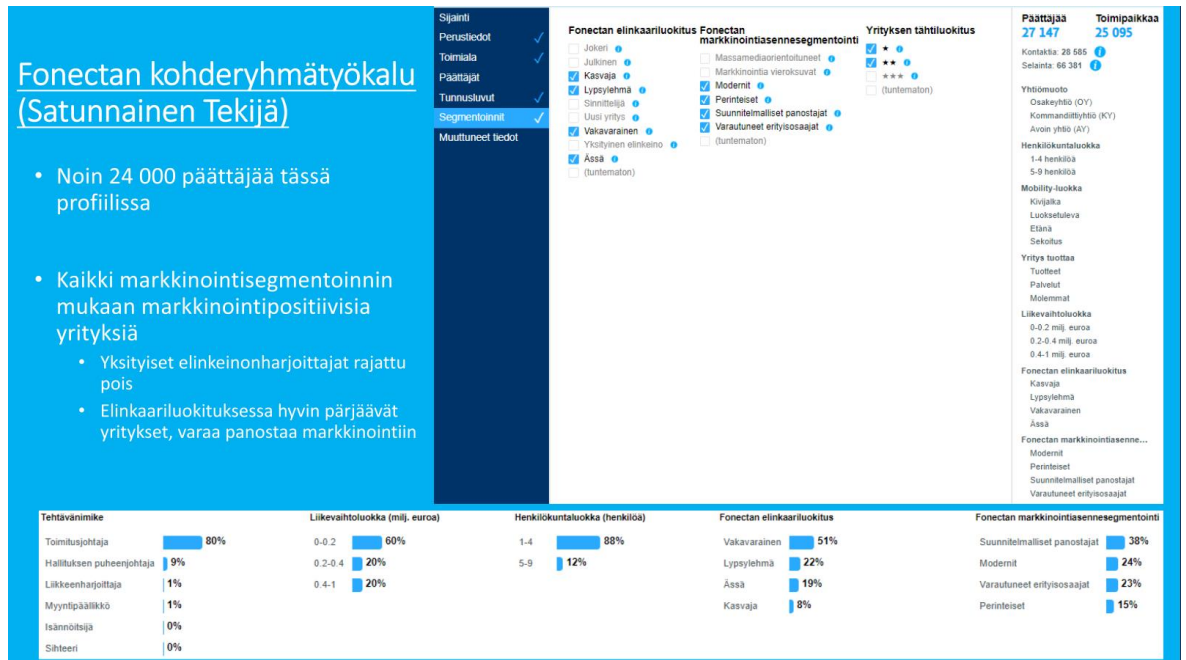 Fonectan kohderyhmätyökalu
(Satunnainen Tekijä)
• Noin 24 000 päättäjää tässä
profiilissa
• Kaikki markkinointisegmentoinnin
mukaan markkinointipositiivisia
yrityksiä
• Yksityiset elinkeinonharjoittajat rajattu
pois
• Elinkaariluokituksessa hyvin pärjäävät
yritykset, varaa panostaa markkinointiin
Sijainti
Perustiedot
Toimiala
Päättäjät
Tunnusluvut
Segmentoinnit
Muuttuneet tiedot
Fonectan elinkaariluokitus
Jokeri
Julkinen
Kasvaja
Lypsylehmä
Sinnittelijä
Uusi yritys
Vakavarainen
Yksityinen elinkeino
Ässä
(tuntematon)
Fonectan
markkinointiasennesegmentointi
Massamediaorientoituneet
Markkinointia vieroksuvat
Modernit
Perinteiset
Suunnitelmalliset panostajat
Varautuneet erityisosaajat
(tuntematon)
Yrityksen tähtiluokitus
★
★★
★★★
(tuntematon)
Päättäjää Toimipaikkaa
27 147 25 095
Kontaktia: 28 585
Selainta: 66 381
Yhtiömuoto
Osakeyhtiö (OY)
Kommandiittiyhtiö (KY)
Avoin yhtiö (AY)
Henkilökuntaluokka
1-4 henkilöä
5-9 henkilöä
Mobility-luokka
Kivijalka
Luoksetuleva
Etänä
Sekoitus
Yritys tuottaa
Tuotteet
Palvelut
Molemmat
Liikevaihtoluokka
0-0.2 milj. euroa
0.2-0.4 milj. euroa
0.4-1 milj. euroa
Fonectan elinkaariluokitus
Kasvaja
Lypsylehmä
Vakavarainen
Ässä
Fonectan markkinointiasenne...
Modernit
Perinteiset
Suunnitelmalliset panostajat
Varautuneet erityisosaajat
Tehtävänimike
Toimitusjohtaja 80%
Hallituksen puheenjohtaja 9%
Liikkeenharjoittaja 1%
Myyntipäällikkö 1%
Isännöitsijä 0%
Sihteeri 0%
Liikevaihtoluokka (milj. euroa)
0-0.2 60%
0.2-0.4 20%
0.4-1 20%
Henkilökuntaluokka (henkilöä)
1-4 88%
5-9 12%
Fonectan elinkaariluokitus
Vakavarainen 51%
Lypsylehmä 22%
Ässä 19%
Kasvaja 8%
Fonectan markkinointiasennesegmentointi
Suunnitelmalliset panostajat 38%
Modernit 24%
Varautuneet erityisosaajat 23%
Perinteiset 15%